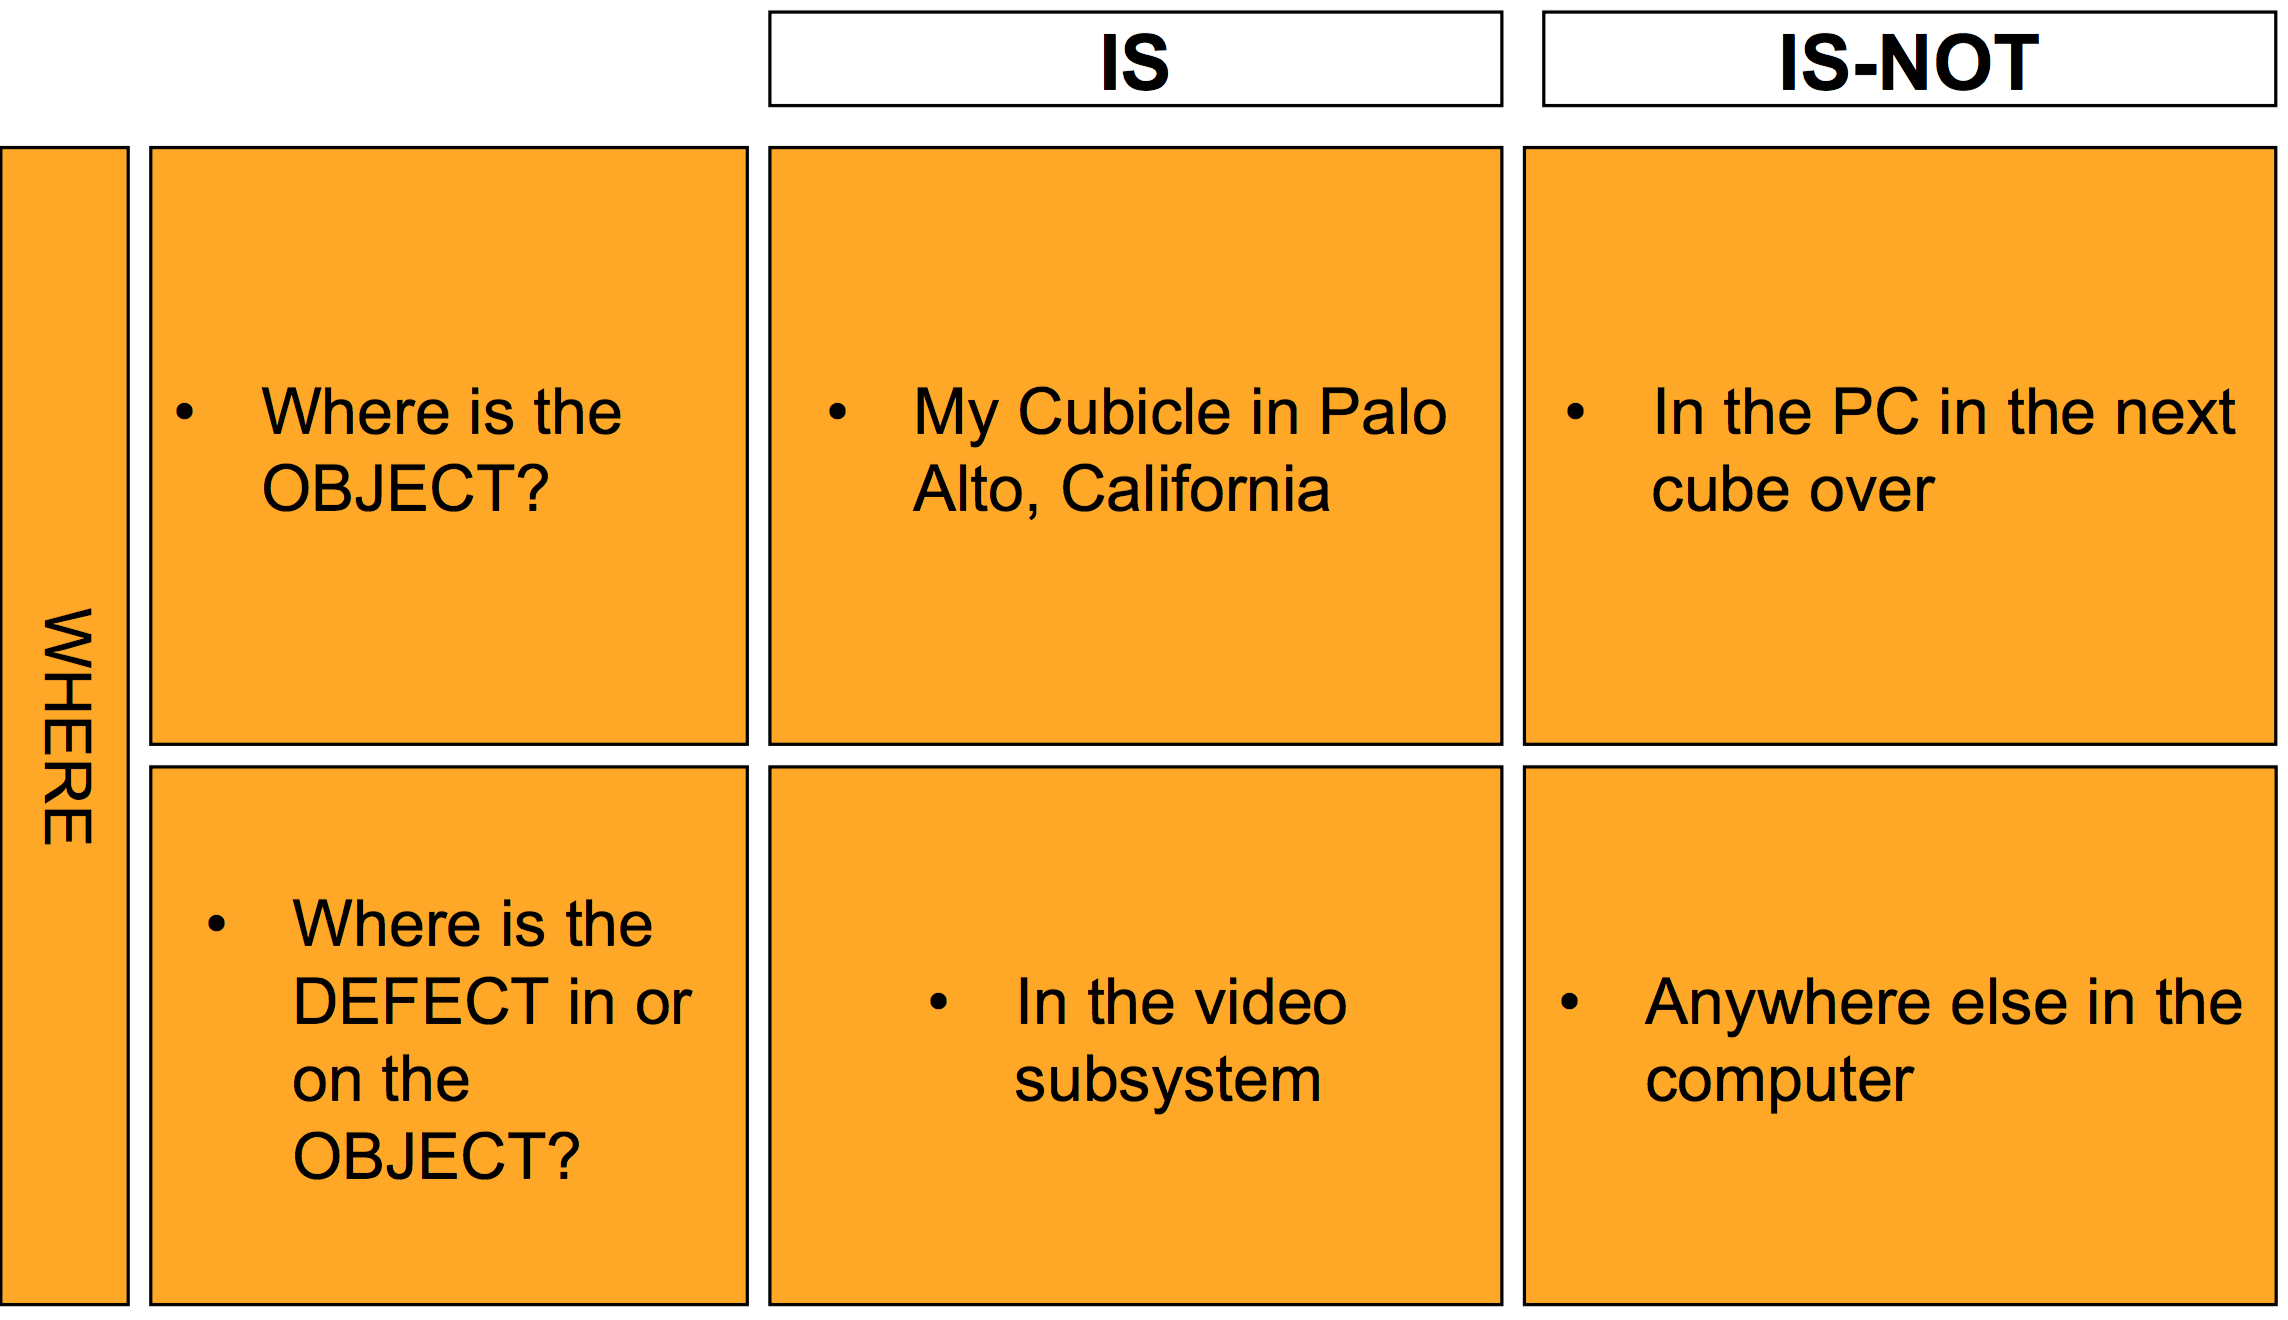 IS
IS-NOT
WHERE
• Where is the
OBJECT?
• My Cubicle in Palo
Alto, California
• In the PC in the next
cube over
• Where is the
DEFECT in or
on the
OBJECT?
• In the video
subsystem
• Anywhere else in the
computer